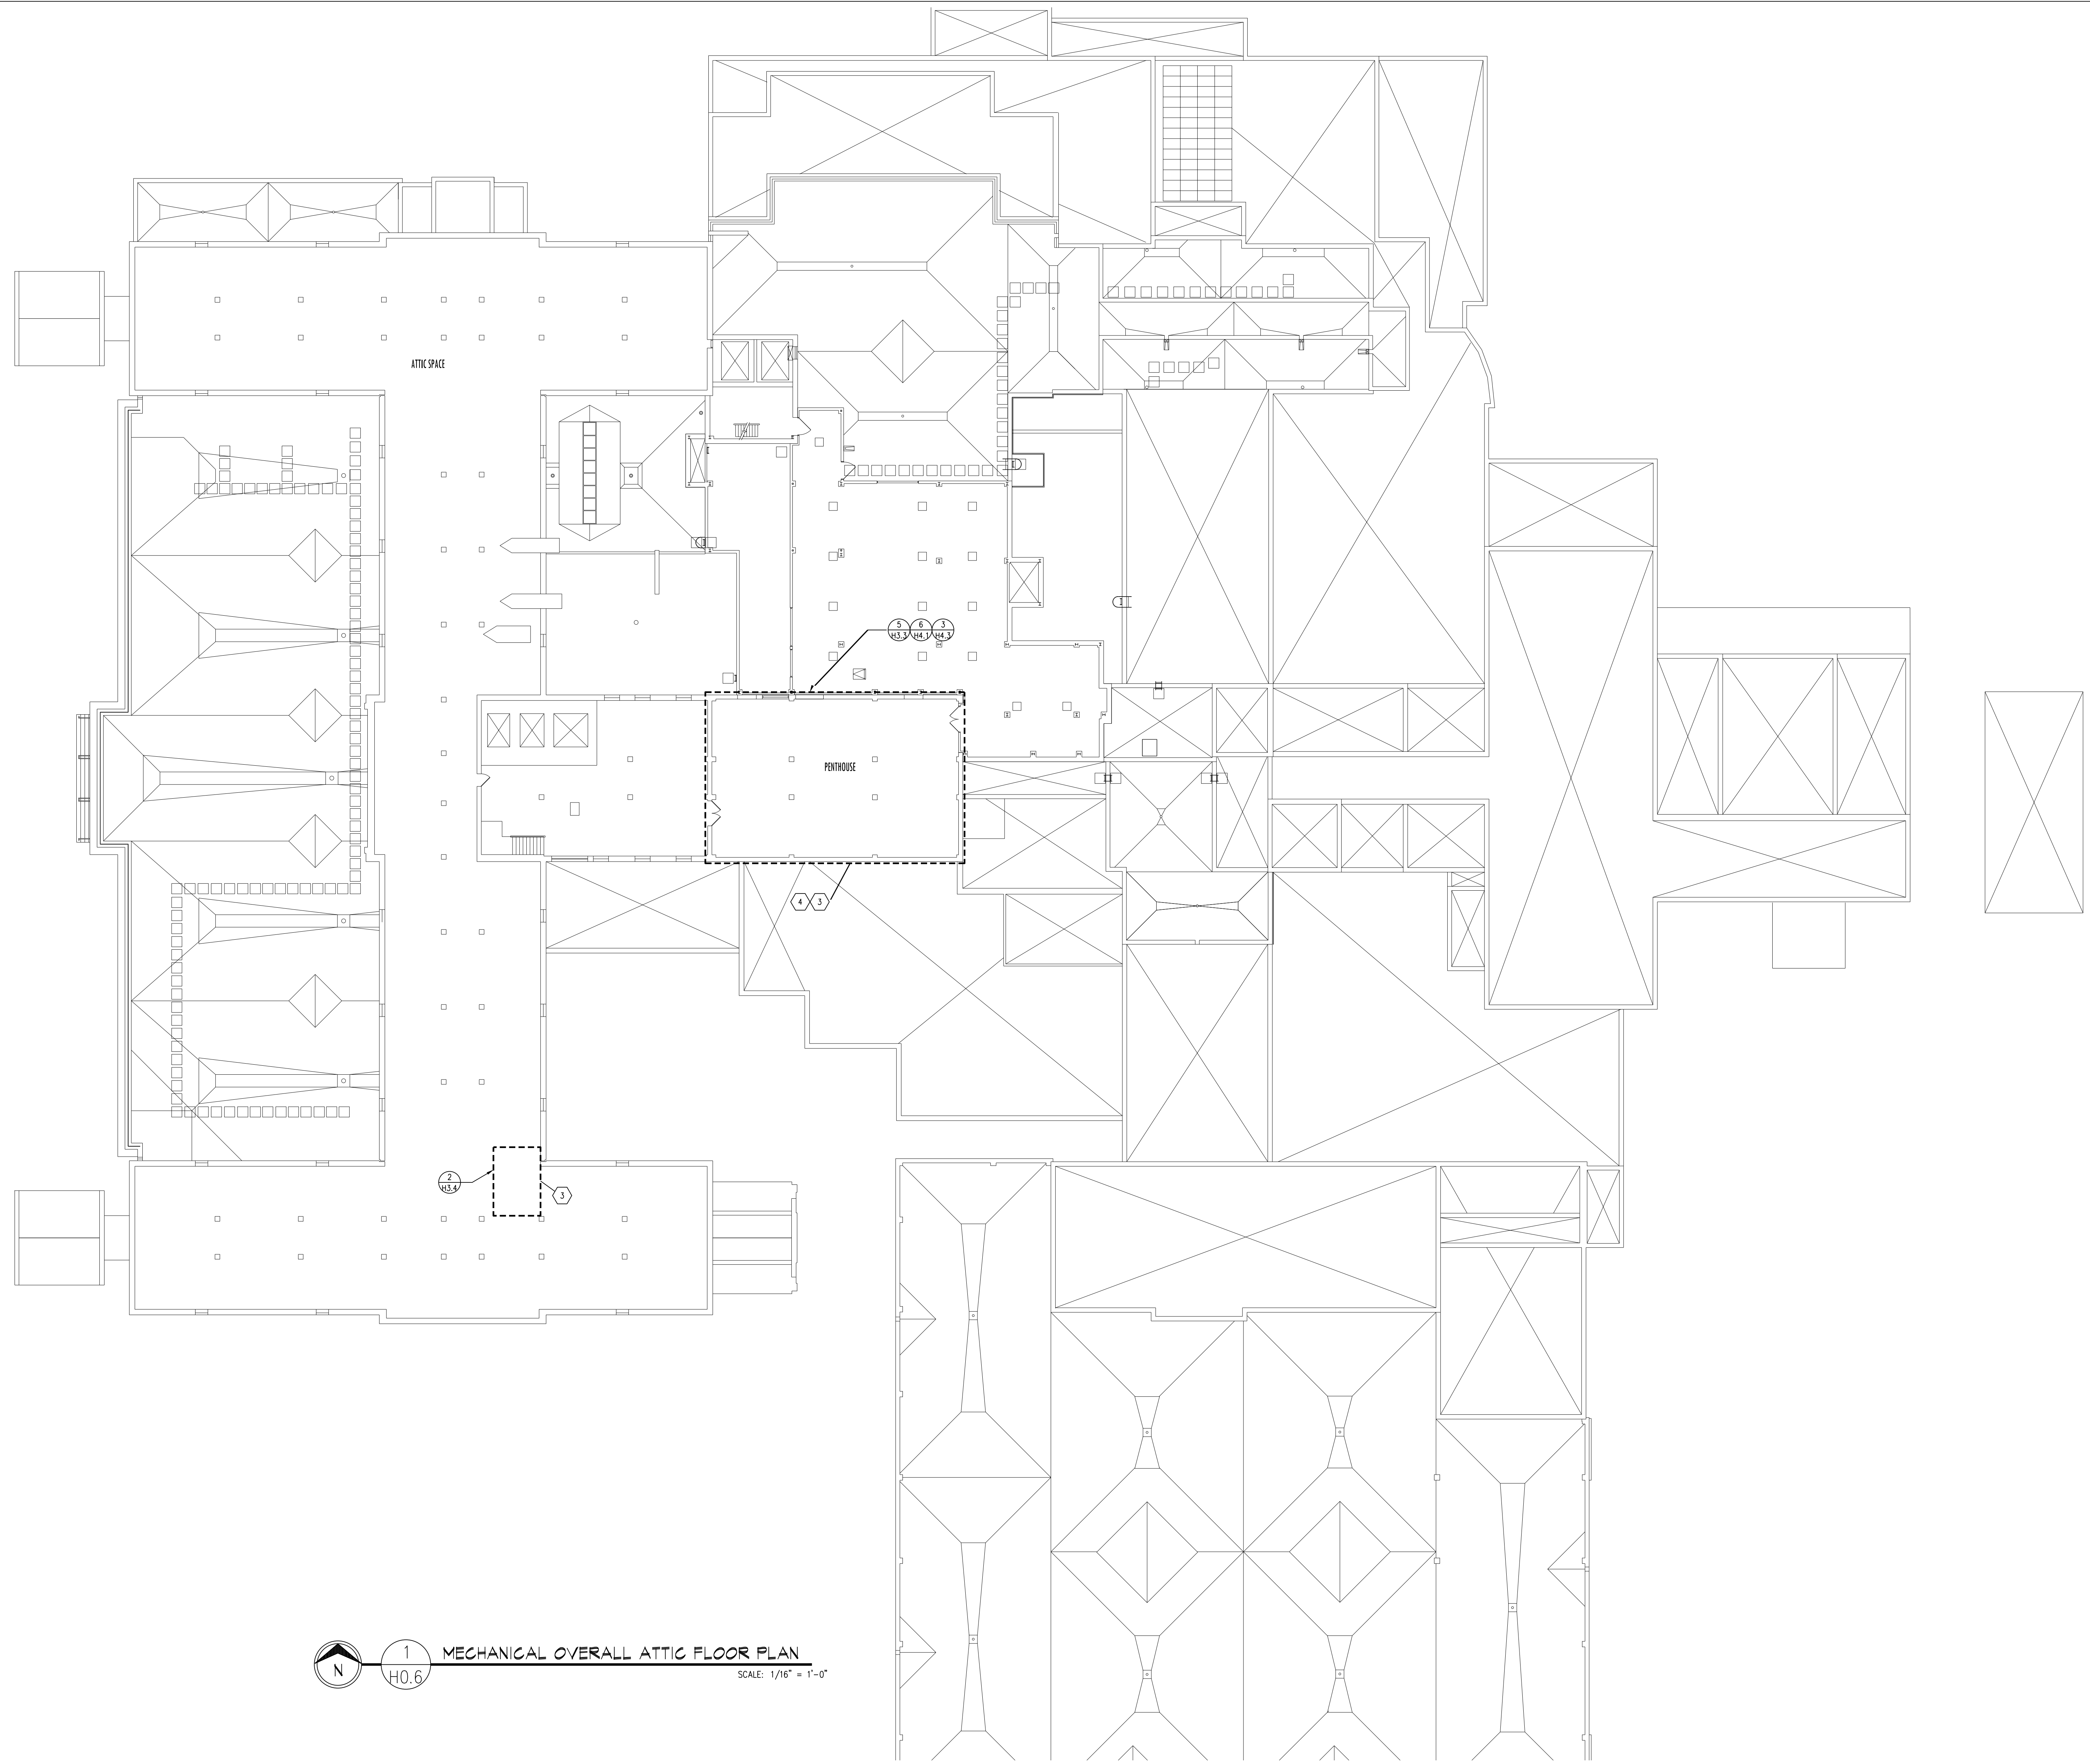 ATTIC SPACE
5 6 3
H3.3 H4.1 H4.3
PENTHOUSE
4 3
2
H3.4
3
N
1
H0.6
MECHANICAL OVERALL ATTIC FLOOR PLAN
SCALE: 1/16" = 1'-0"